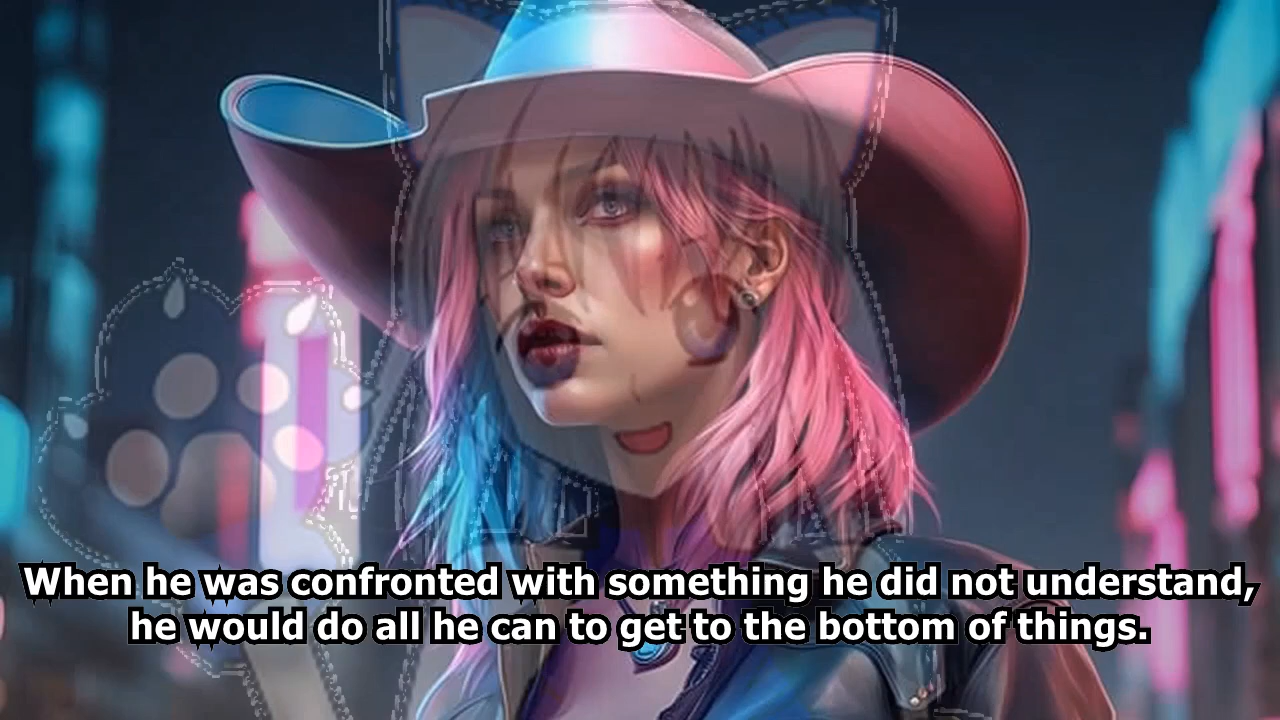 When he was confronted with something he did not understand,
he would do all he can to get to the bottom of things.